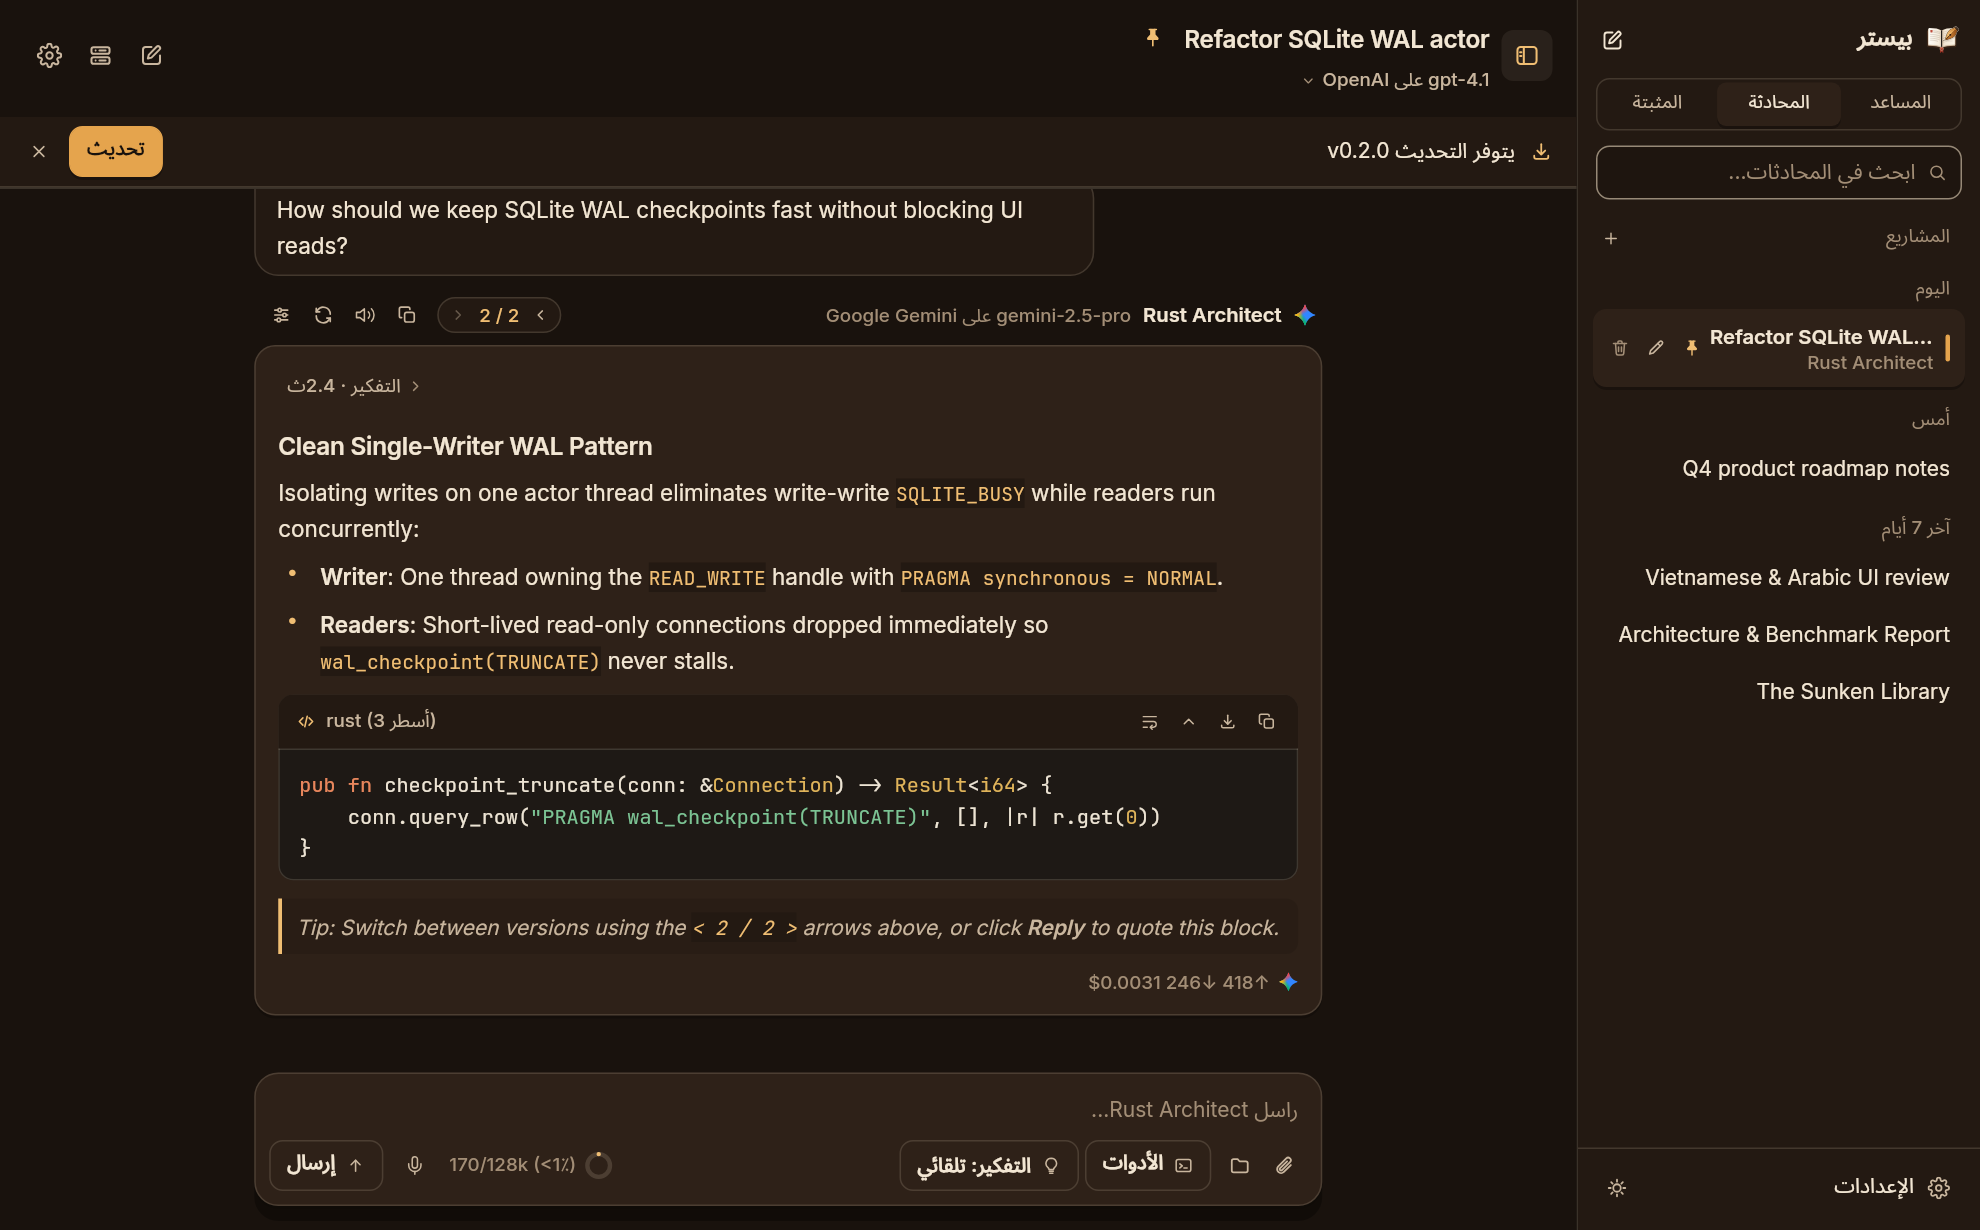 بيستر
المساعد
المحادثة
المثبتة
ابحث في المحادثات...
المشاريع
اليوم
Refactor SQLite WAL...
Rust Architect
أمس
Q4 product roadmap notes
آخر 7 أيام
Vietnamese & Arabic UI review
Architecture & Benchmark Report
The Sunken Library
الإعدادات
Refactor SQLite WAL actor
gpt-4.1 على OpenAI
يتوفر التحديث v0.2.0
تحديث
How should we keep SQLite WAL checkpoints fast without blocking UI
reads?
Rust Architect gemini-2.5-pro على Google Gemini
2 / 2
التفكير · 2.4ث
Clean Single-Writer WAL Pattern
Isolating writes on one actor thread eliminates write-write SQLITE_BUSY while readers run
concurrently:
• Writer: One thread owning the READ_WRITE handle with PRAGMA synchronous = NORMAL.
• Readers: Short-lived read-only connections dropped immediately so
wal_checkpoint(TRUNCATE) never stalls.
rust (3 أسطر)
pub fn checkpoint_truncate(conn: &Connection) -> Result<i64> {
    conn.query_row("PRAGMA wal_checkpoint(TRUNCATE)", [], |r| r.get(0))
}
Tip: Switch between versions using the < 2 / 2 > arrows above, or click Reply to quote this block.
$0.0031 246↓ 418↑
راسل Rust Architect...
الأدوات
التفكير: تلقائي
170/128k (<1٪)
إرسال